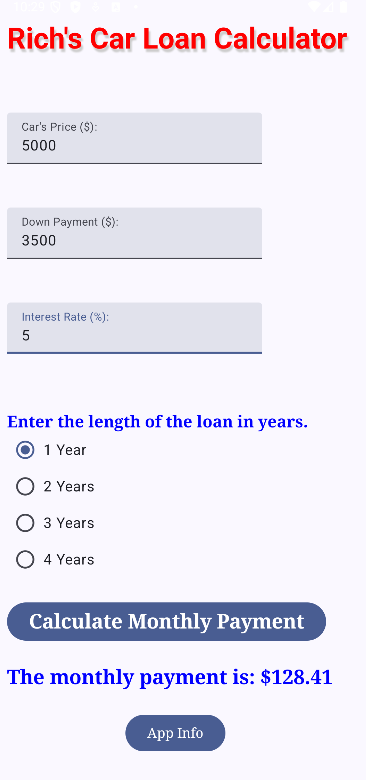 10:29
Rich's Car Loan Calculator
Car's Price ($):
5000
Down Payment ($):
3500
Interest Rate (%):
5
Enter the length of the loan in years.
1 Year
2 Years
3 Years
4 Years
Calculate Monthly Payment
The monthly payment is: $128.41
App Info